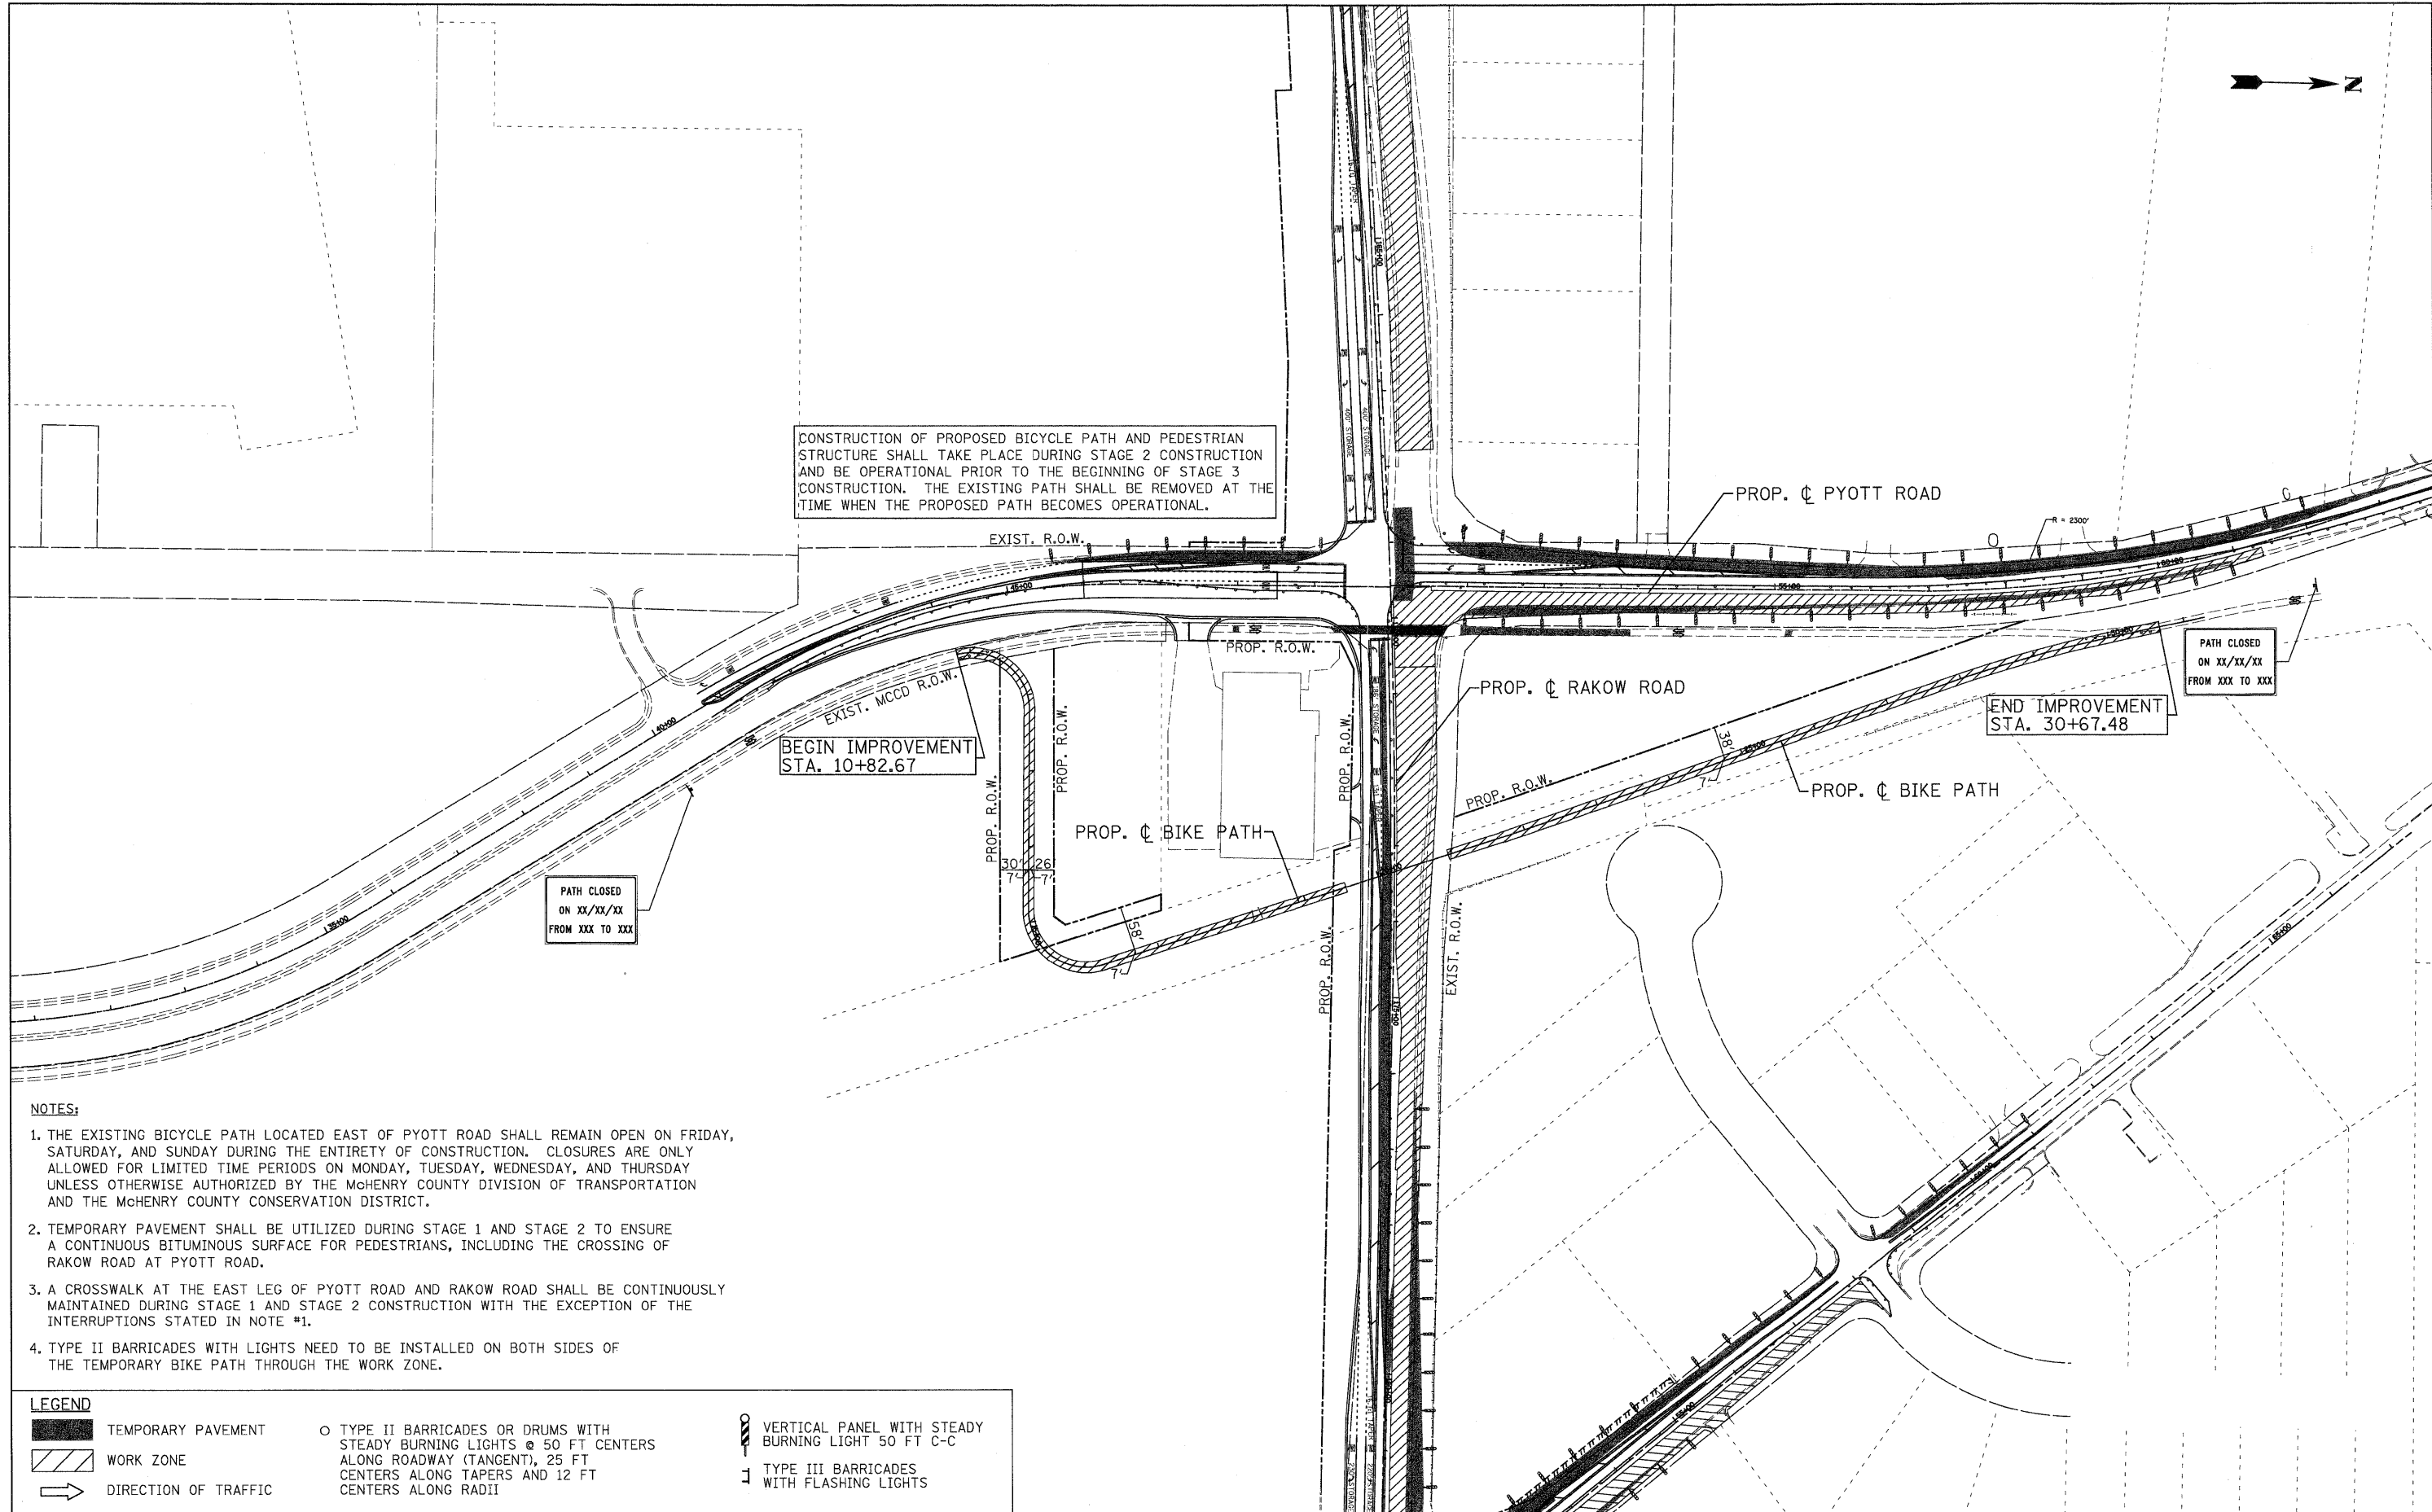 N
CONSTRUCTION OF PROPOSED BICYCLE PATH AND PEDESTRIAN
STRUCTURE SHALL TAKE PLACE DURING STAGE 2 CONSTRUCTION
AND BE OPERATIONAL PRIOR TO THE BEGINNING OF STAGE 3
CONSTRUCTION. THE EXISTING PATH SHALL BE REMOVED AT THE
TIME WHEN THE PROPOSED PATH BECOMES OPERATIONAL.
EXIST. R.O.W.
400' STORAGE
400' STORAGE
PROP. ℄ PYOTT ROAD
R = 2300'
PROP. R.O.W.
PROP. ℄ RAKOW ROAD
EXIST. MCCD R.O.W.
BEGIN IMPROVEMENT
STA. 10+82.67
PROP. R.O.W.
PROP. R.O.W.
PROP. R.O.W.
PROP. R.O.W.
38'
7'
PATH CLOSED
ON XX/XX/XX
FROM XXX TO XXX
END IMPROVEMENT
STA. 30+67.48
PROP. ℄ BIKE PATH
PROP. ℄ BIKE PATH
30' 26'
7' 7'
58'
7'
PATH CLOSED
ON XX/XX/XX
FROM XXX TO XXX
PROP. R.O.W.
EXIST. R.O.W.
NOTES:
1. THE EXISTING BICYCLE PATH LOCATED EAST OF PYOTT ROAD SHALL REMAIN OPEN ON FRIDAY,
SATURDAY, AND SUNDAY DURING THE ENTIRETY OF CONSTRUCTION. CLOSURES ARE ONLY
ALLOWED FOR LIMITED TIME PERIODS ON MONDAY, TUESDAY, WEDNESDAY, AND THURSDAY
UNLESS OTHERWISE AUTHORIZED BY THE McHENRY COUNTY DIVISION OF TRANSPORTATION
AND THE McHENRY COUNTY CONSERVATION DISTRICT.
2. TEMPORARY PAVEMENT SHALL BE UTILIZED DURING STAGE 1 AND STAGE 2 TO ENSURE
A CONTINUOUS BITUMINOUS SURFACE FOR PEDESTRIANS, INCLUDING THE CROSSING OF
RAKOW ROAD AT PYOTT ROAD.
3. A CROSSWALK AT THE EAST LEG OF PYOTT ROAD AND RAKOW ROAD SHALL BE CONTINUOUSLY
MAINTAINED DURING STAGE 1 AND STAGE 2 CONSTRUCTION WITH THE EXCEPTION OF THE
INTERRUPTIONS STATED IN NOTE #1.
4. TYPE II BARRICADES WITH LIGHTS NEED TO BE INSTALLED ON BOTH SIDES OF
THE TEMPORARY BIKE PATH THROUGH THE WORK ZONE.
LEGEND
TEMPORARY PAVEMENT
WORK ZONE
DIRECTION OF TRAFFIC
TYPE II BARRICADES OR DRUMS WITH
STEADY BURNING LIGHTS @ 50 FT CENTERS
ALONG ROADWAY (TANGENT), 25 FT
CENTERS ALONG TAPERS AND 12 FT
CENTERS ALONG RADII
VERTICAL PANEL WITH STEADY
BURNING LIGHT 50 FT C-C
TYPE III BARRICADES
WITH FLASHING LIGHTS